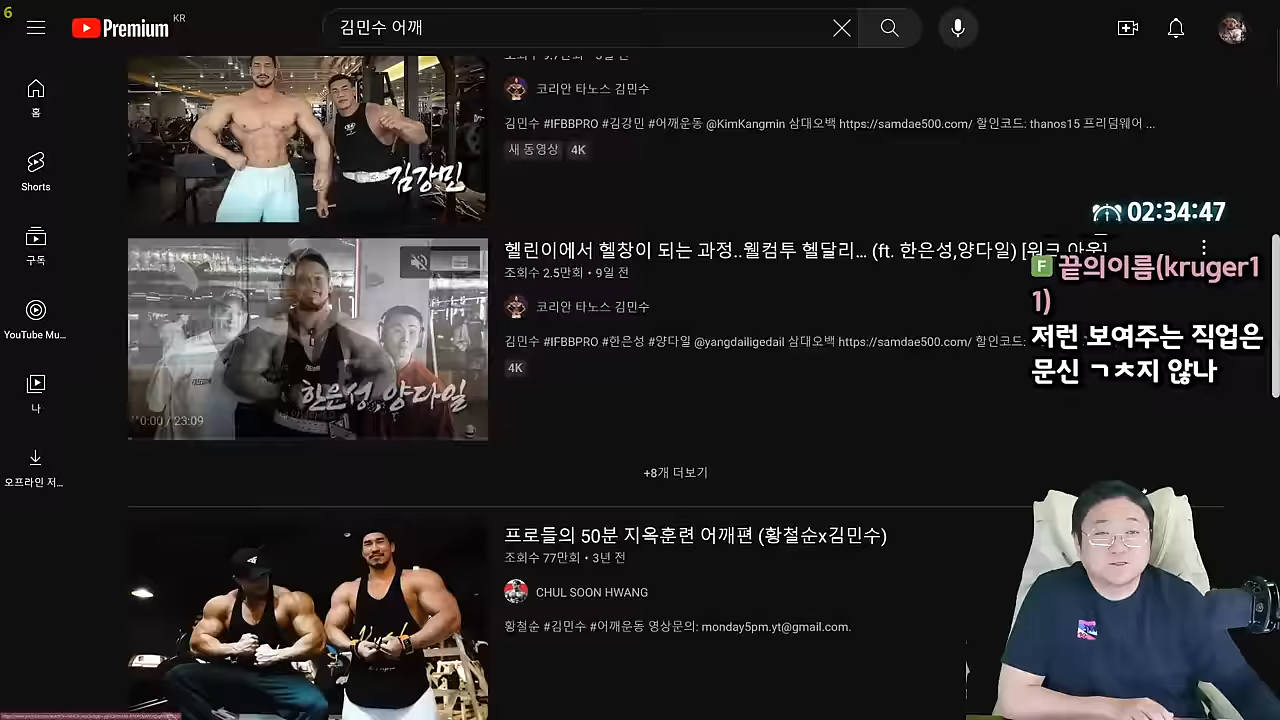 6
Premium KR
김민수 어깨
홈
Shorts
구독
YouTube Mu...
나
오프라인 저...
코리안 타노스 김민수
김민수 #IFBBPRO #김강민 #어깨운동 @KimKangmin 삼대오백 https://samdae500.com/ 할인코드: thanos15 프리덤웨어 ...
새 동영상 4K
김강민
02:34:47
헬린이에서 헬창이 되는 과정..웰컴투 헬달리... (ft. 한은성,양다일) [워크 아웃]
조회수 2.5만회 • 9일 전
코리안 타노스 김민수
김민수 #IFBBPRO #한은성 #양다일 @yangdailigedail 삼대오백 https://samdae500.com/ 할인코드:
4K
한은성,양다일
0:00 / 23:09
F 끝의이름(kruger1
1)
저런 보여주는 직업은
문신 ㄱㅊ지 않나
+8개 더보기
프로들의 50분 지옥훈련 어깨편 (황철순x김민수)
조회수 77만회 • 3년 전
CHUL SOON HWANG
황철순 #김민수 #어깨운동 영상문의: monday5pm.yt@gmail.com.